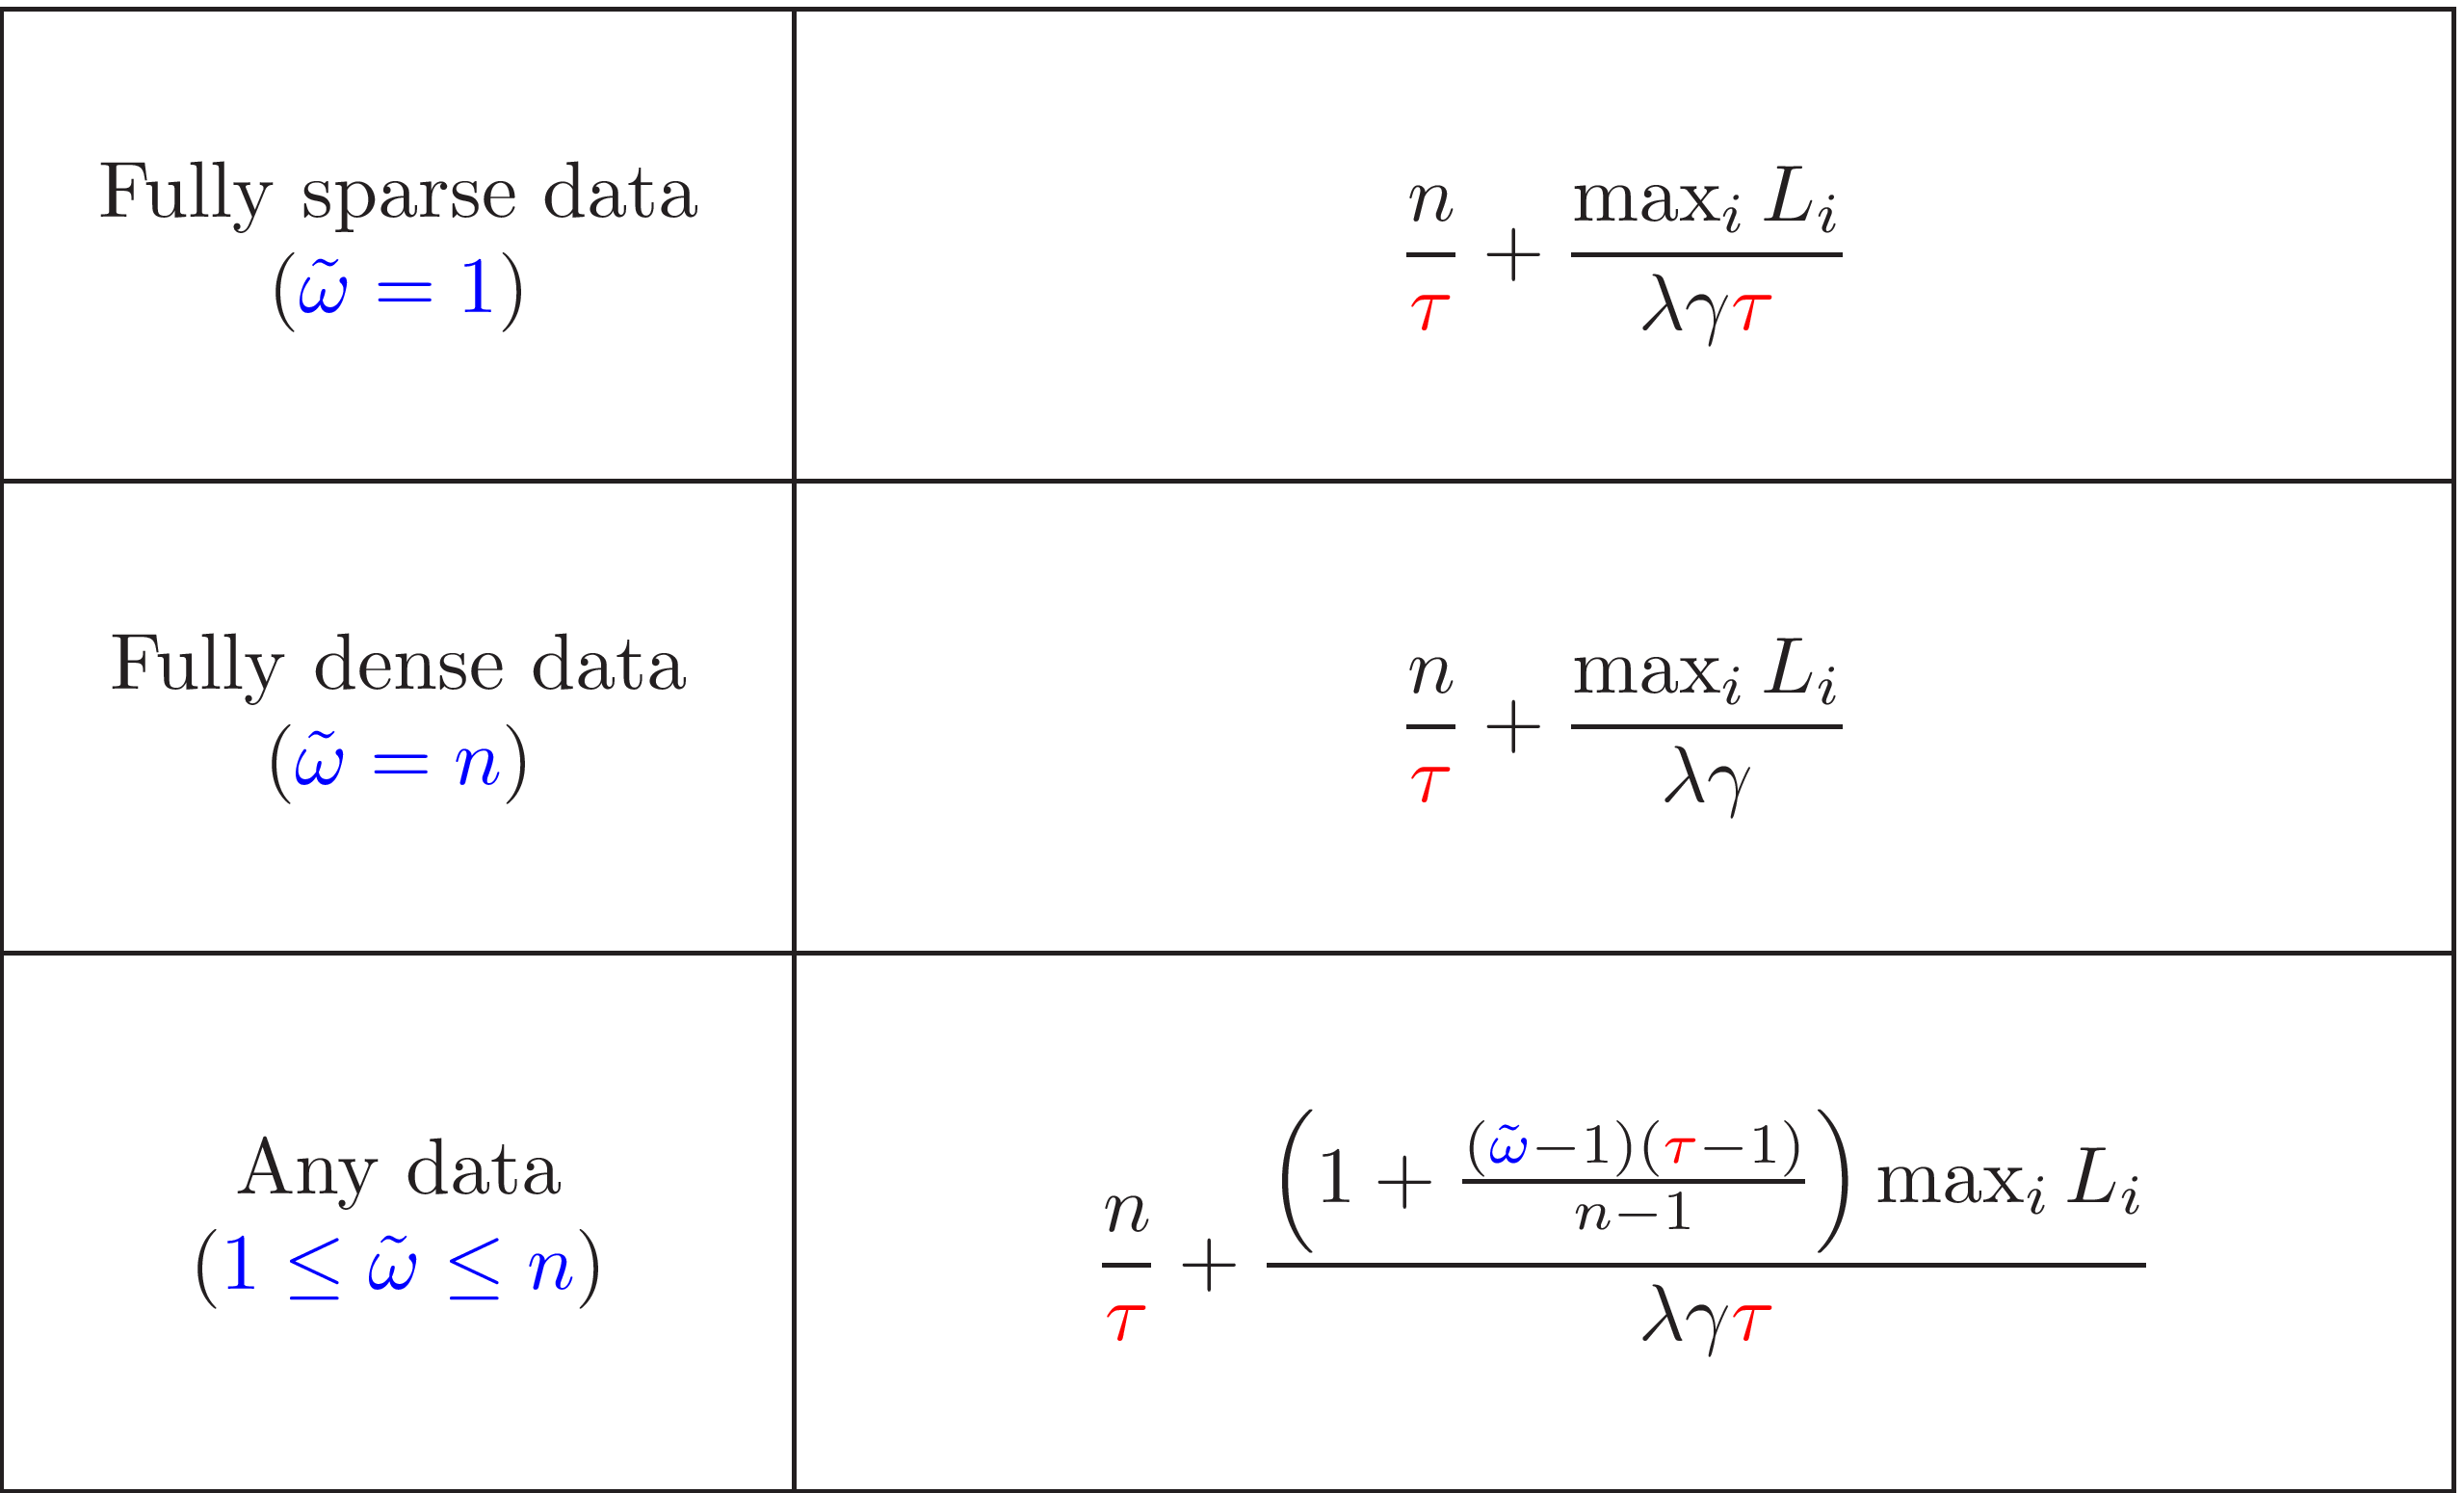 Fully sparse data
(ω̃ = 1)
n/τ + max_i L_i / λγτ
Fully dense data
(ω̃ = n)
n/τ + max_i L_i / λγ
Any data
(1 ≤ ω̃ ≤ n)
n/τ + (1 + (ω̃−1)(τ−1)/n−1) max_i L_i / λγτ